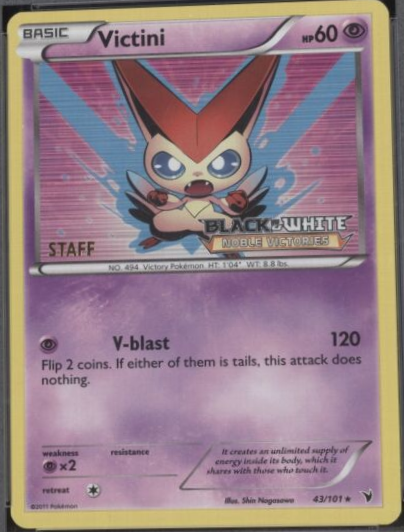 BASIC Victini HP60
BLACK & WHITE
NOBLE VICTORIES
STAFF
NO. 494 Victory Pokémon. HT: 1'04" WT: 8.8 lbs.
V-blast 120
Flip 2 coins. If either of them is tails, this attack does
nothing.
weakness resistance
×2
retreat
It creates an unlimited supply of
energy inside its body, which it
shares with those who touch it.
Illus. Shin Nagasawa 43/101 ★
©2011 Pokémon